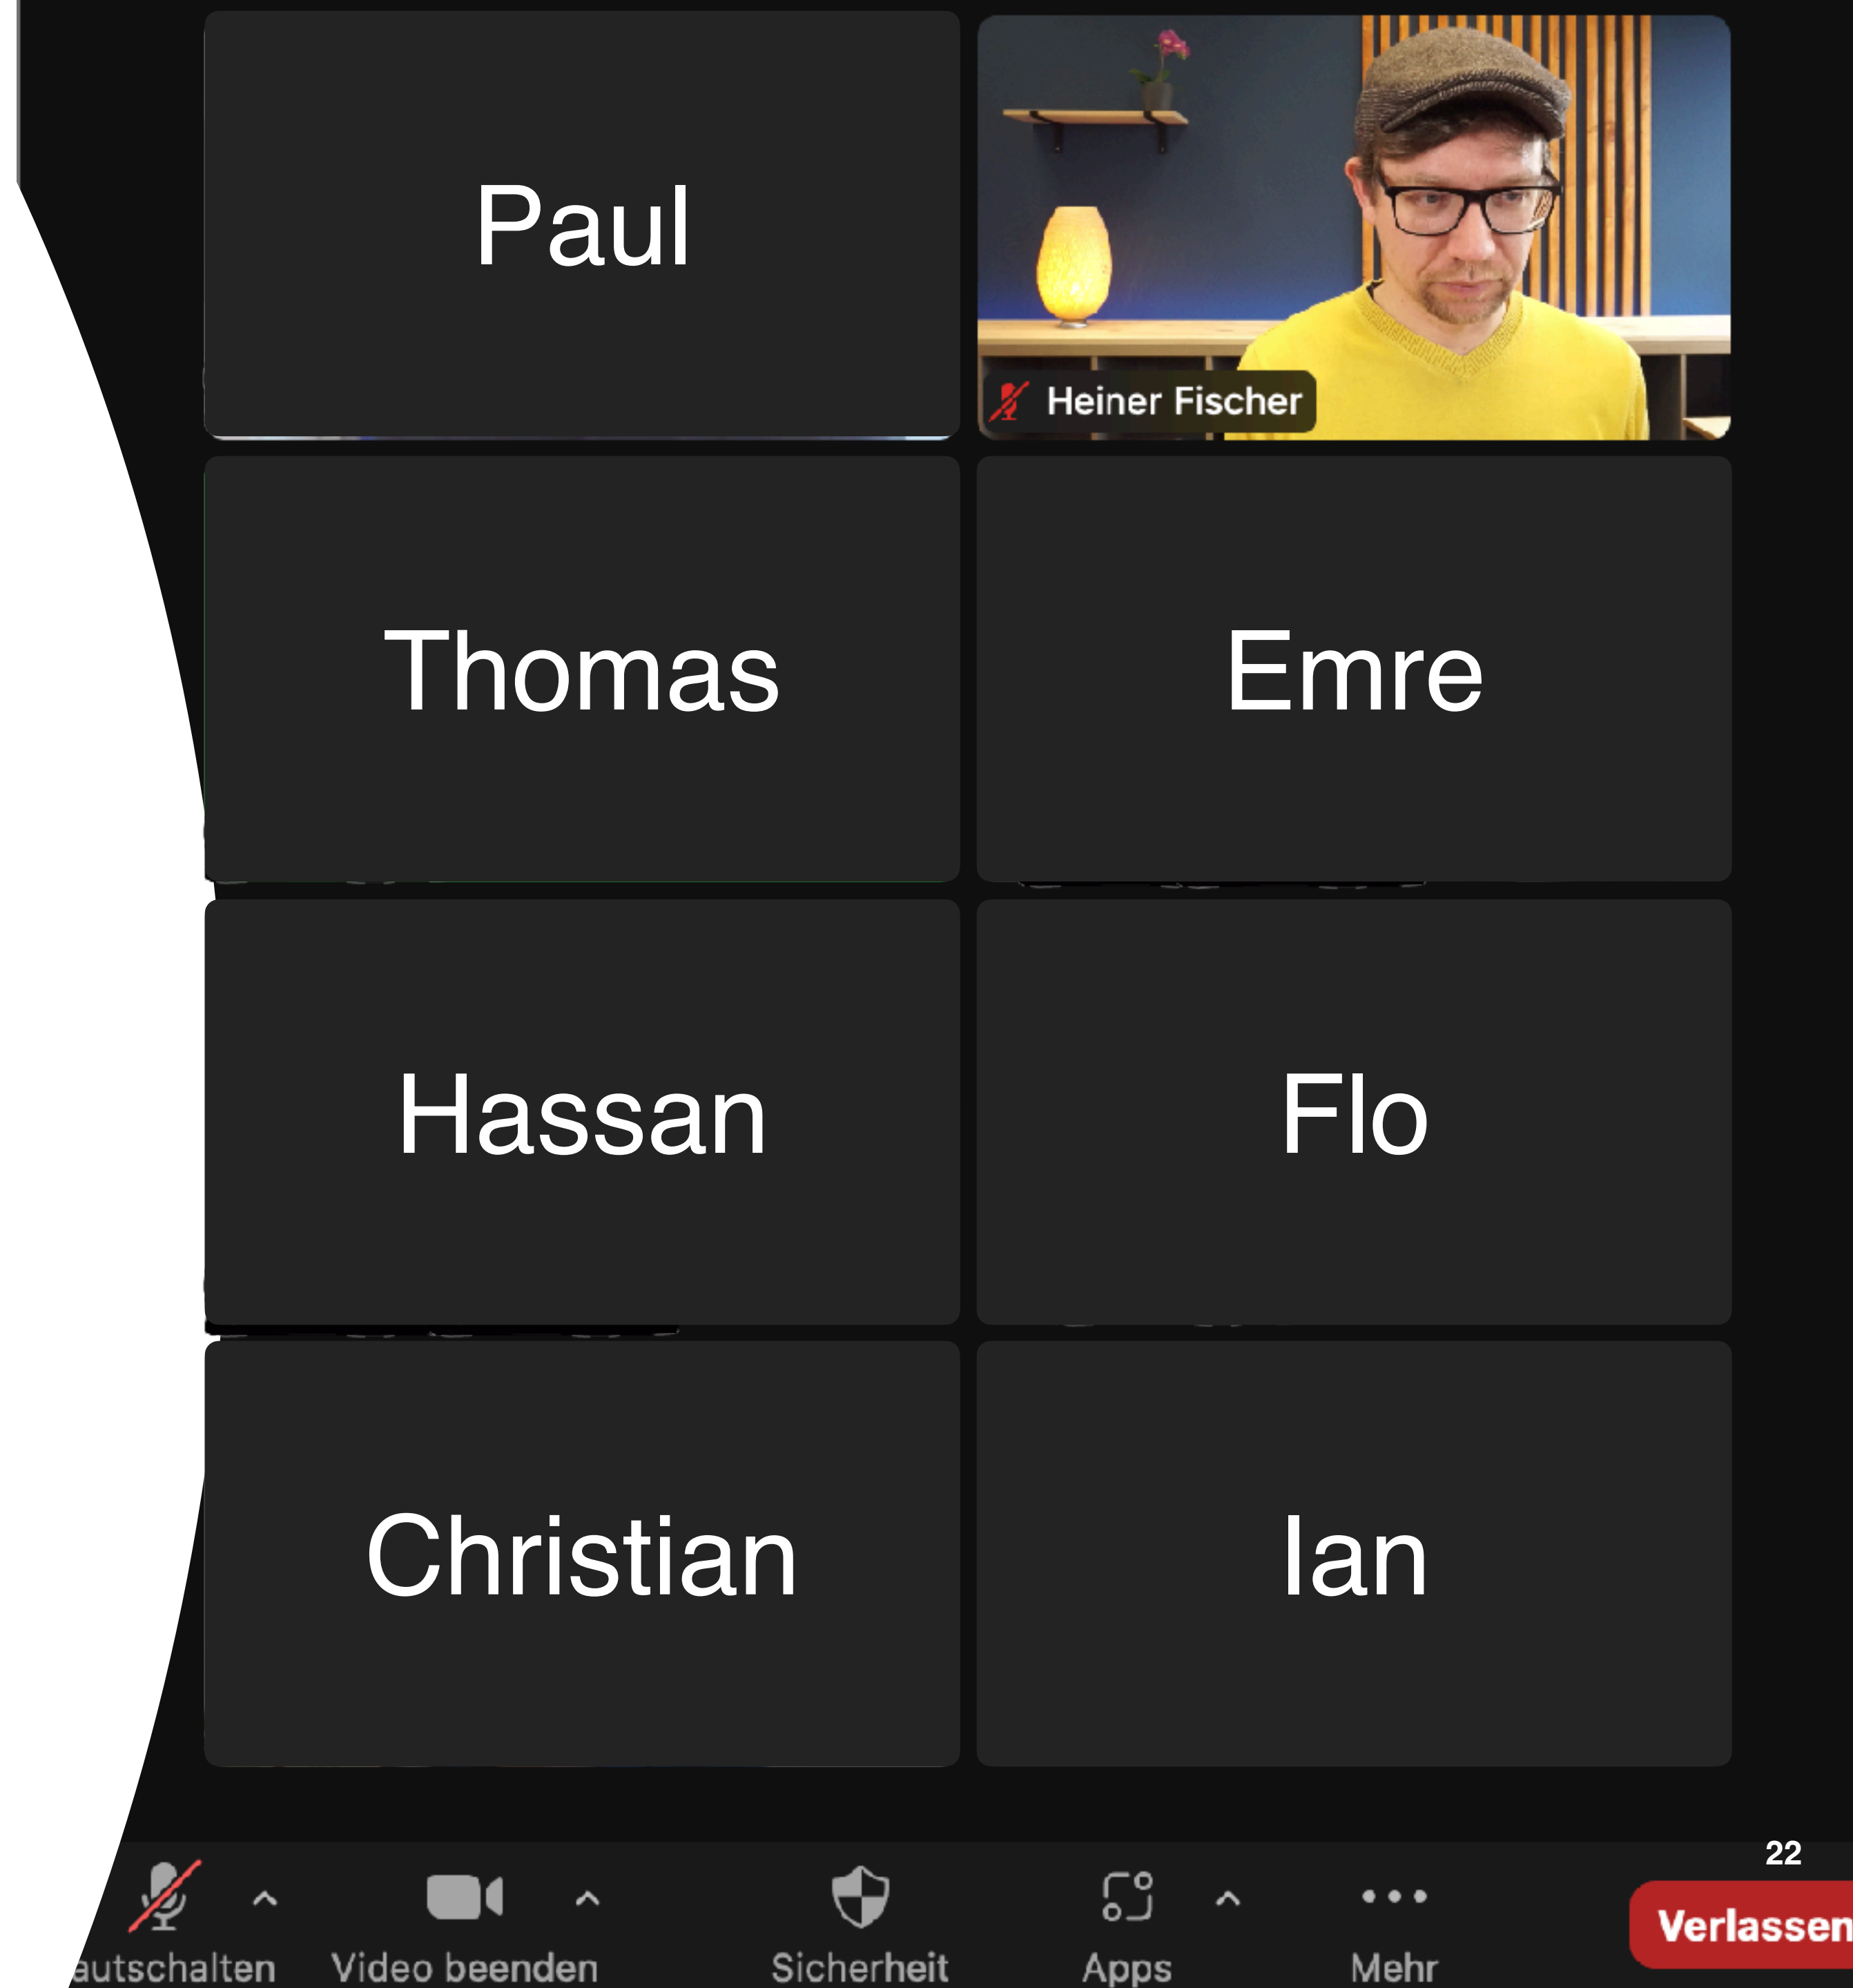 Paul
Heiner Fischer
Thomas
Emre
Hassan
Flo
Christian
Ian
22
autschalten
Video beenden
Sicherheit
Apps
Mehr
Verlassen